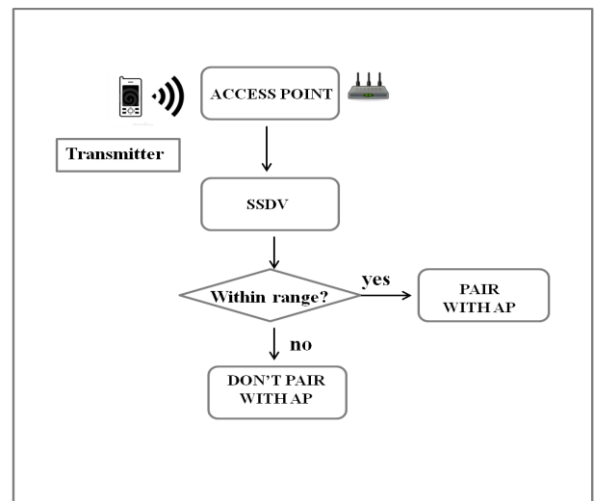 ACCESS POINT
Transmitter
SSDV
Within range?
yes
PAIR
WITH AP
no
DON'T PAIR
WITH AP